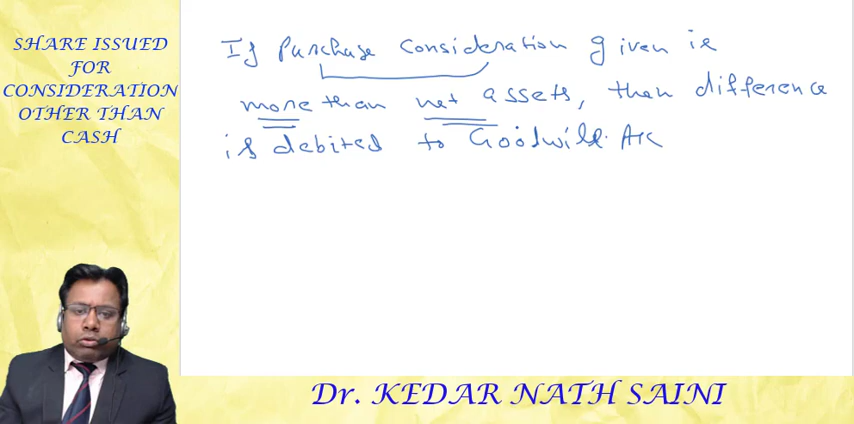 SHARE ISSUED
FOR
CONSIDERATION
OTHER THAN
CASH
If Purchase Consideration given is
more than net assets, then difference
is debited to Goodwill A/c
Dr. KEDAR NATH SAINI